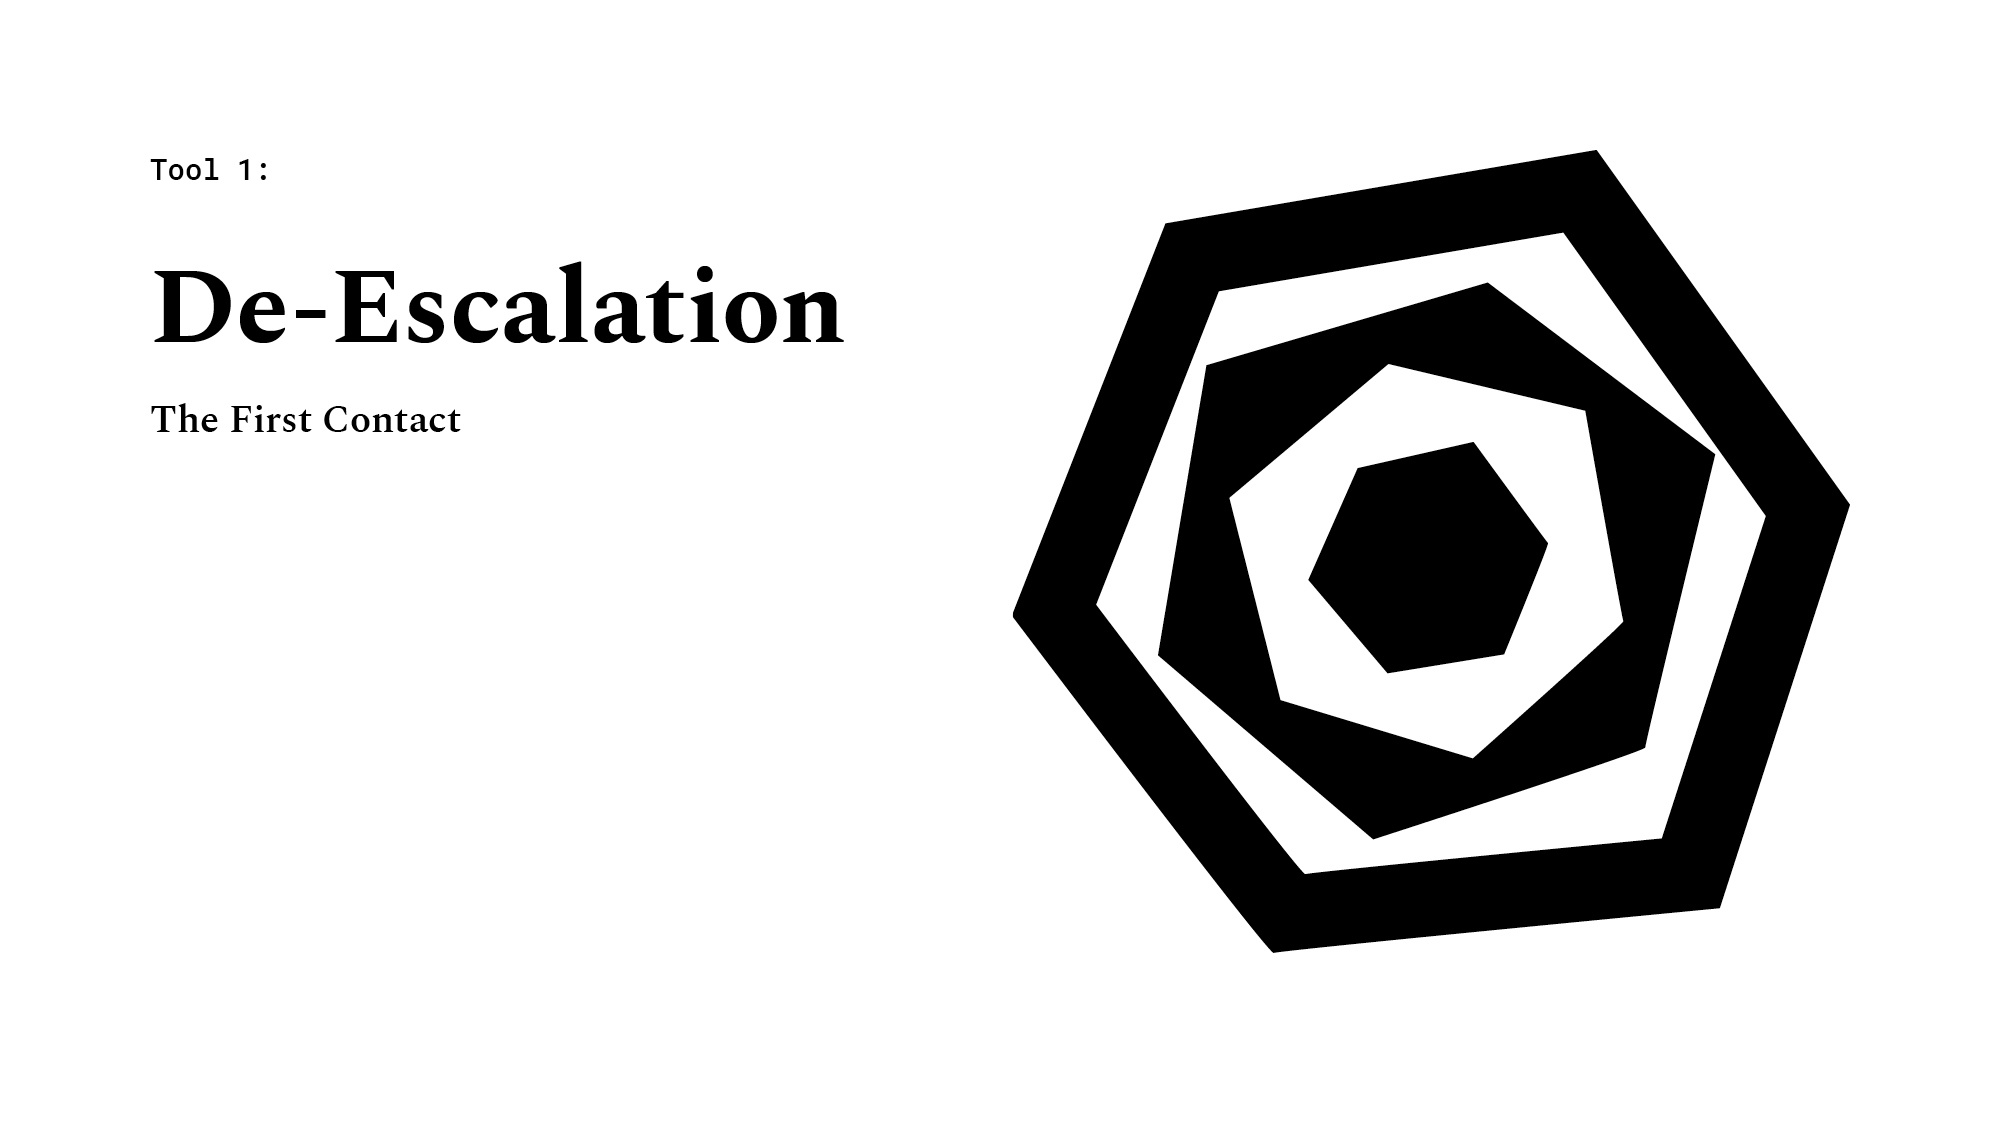 Tool 1:
De-Escalation
The First Contact